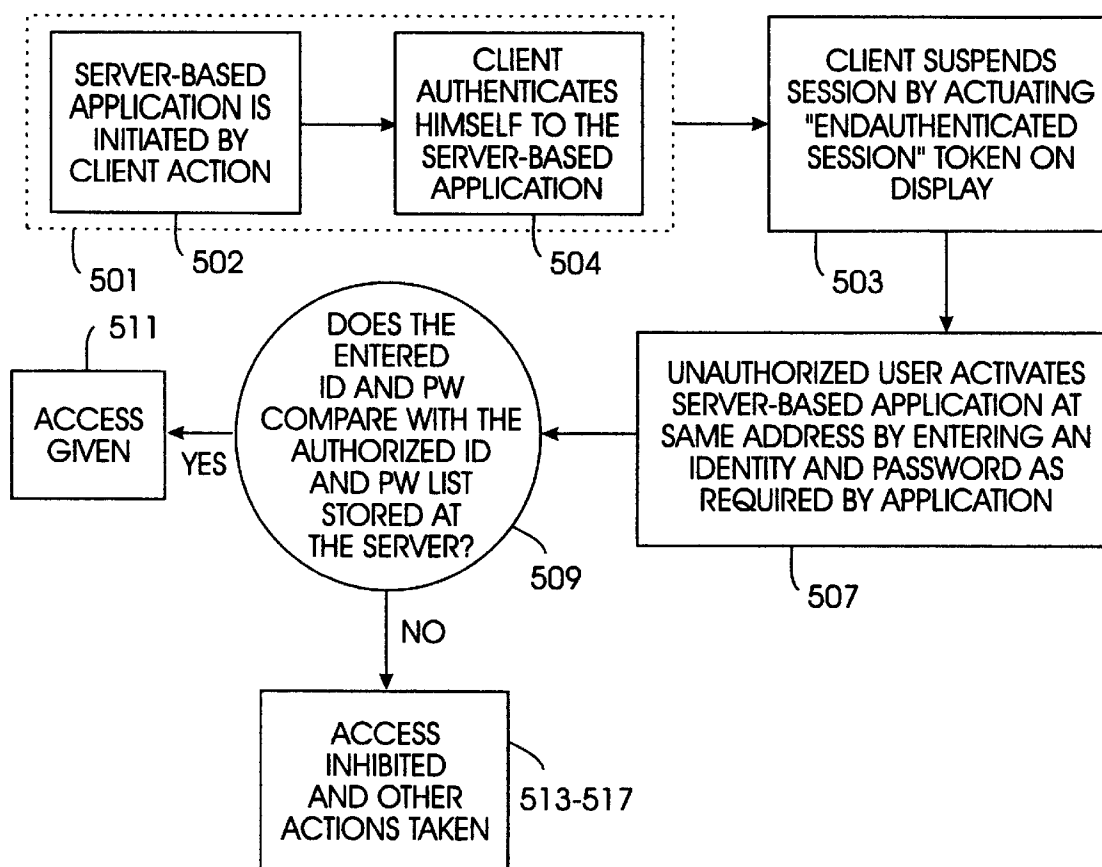 SERVER-BASED
APPLICATION IS
INITIATED BY
CLIENT ACTION
502
CLIENT
AUTHENTICATES
HIMSELF TO THE
SERVER-BASED
APPLICATION
504
501
CLIENT SUSPENDS
SESSION BY ACTUATING
"ENDAUTHENTICATED
SESSION" TOKEN ON
DISPLAY
503
UNAUTHORIZED USER ACTIVATES
SERVER-BASED APPLICATION AT
SAME ADDRESS BY ENTERING AN
IDENTITY AND PASSWORD AS
REQUIRED BY APPLICATION
507
DOES THE
ENTERED
ID AND PW
COMPARE WITH THE
AUTHORIZED ID
AND PW LIST
STORED AT
THE SERVER?
509
YES
511
ACCESS
GIVEN
NO
ACCESS
INHIBITED
AND OTHER
ACTIONS TAKEN
513-517